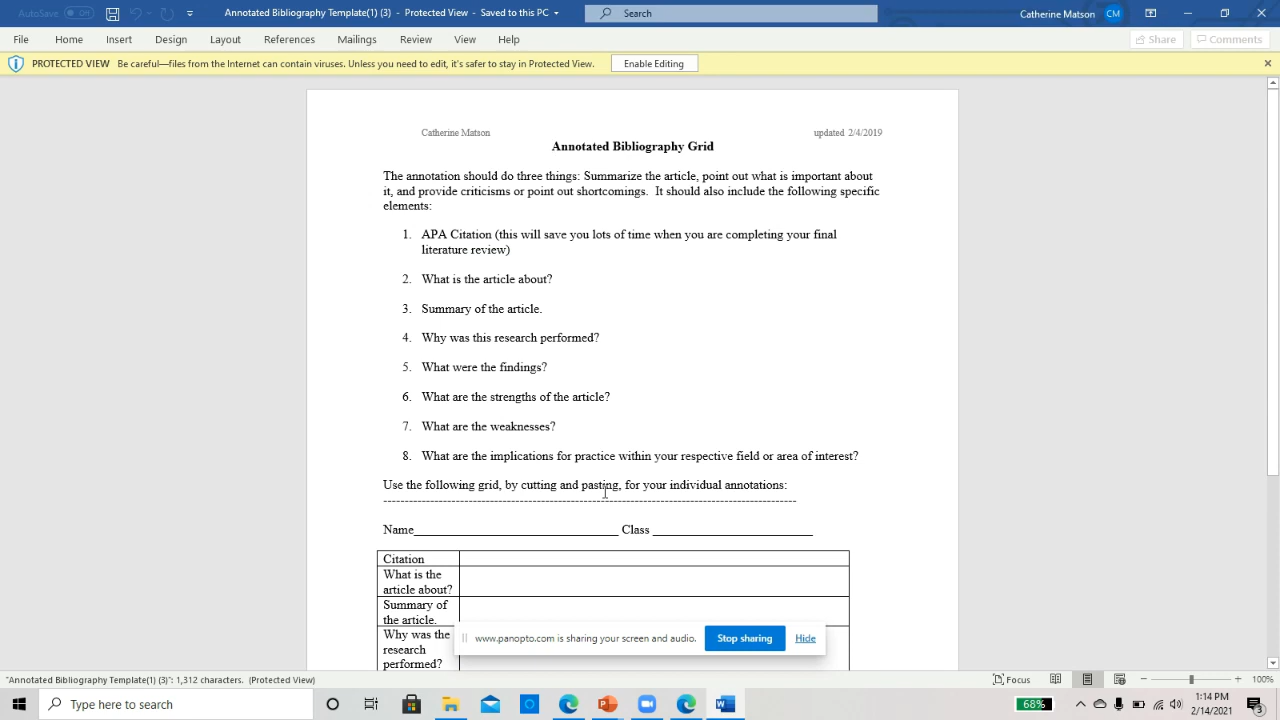 AutoSave Off Annotated Bibliography Template(1) (3) - Protected View - Saved to this PC Search Catherine Matson CM
File Home Insert Design Layout References Mailings Review View Help Share Comments
PROTECTED VIEW Be careful—files from the Internet can contain viruses. Unless you need to edit, it's safer to stay in Protected View. Enable Editing
Catherine Matson updated 2/4/2019
Annotated Bibliography Grid
The annotation should do three things: Summarize the article, point out what is important about
it, and provide criticisms or point out shortcomings. It should also include the following specific
elements:
1. APA Citation (this will save you lots of time when you are completing your final
literature review)
2. What is the article about?
3. Summary of the article.
4. Why was this research performed?
5. What were the findings?
6. What are the strengths of the article?
7. What are the weaknesses?
8. What are the implications for practice within your respective field or area of interest?
Use the following grid, by cutting and pasting, for your individual annotations:
Name Class
Citation
What is the
article about?
Summary of
the article.
Why was the
research
performed?
www.panopto.com is sharing your screen and audio. Stop sharing Hide
"Annotated Bibliography Template(1) (3)": 1,312 characters. (Protected View) Focus 100%
Type here to search 68% 1:14 PM
2/14/2021 3